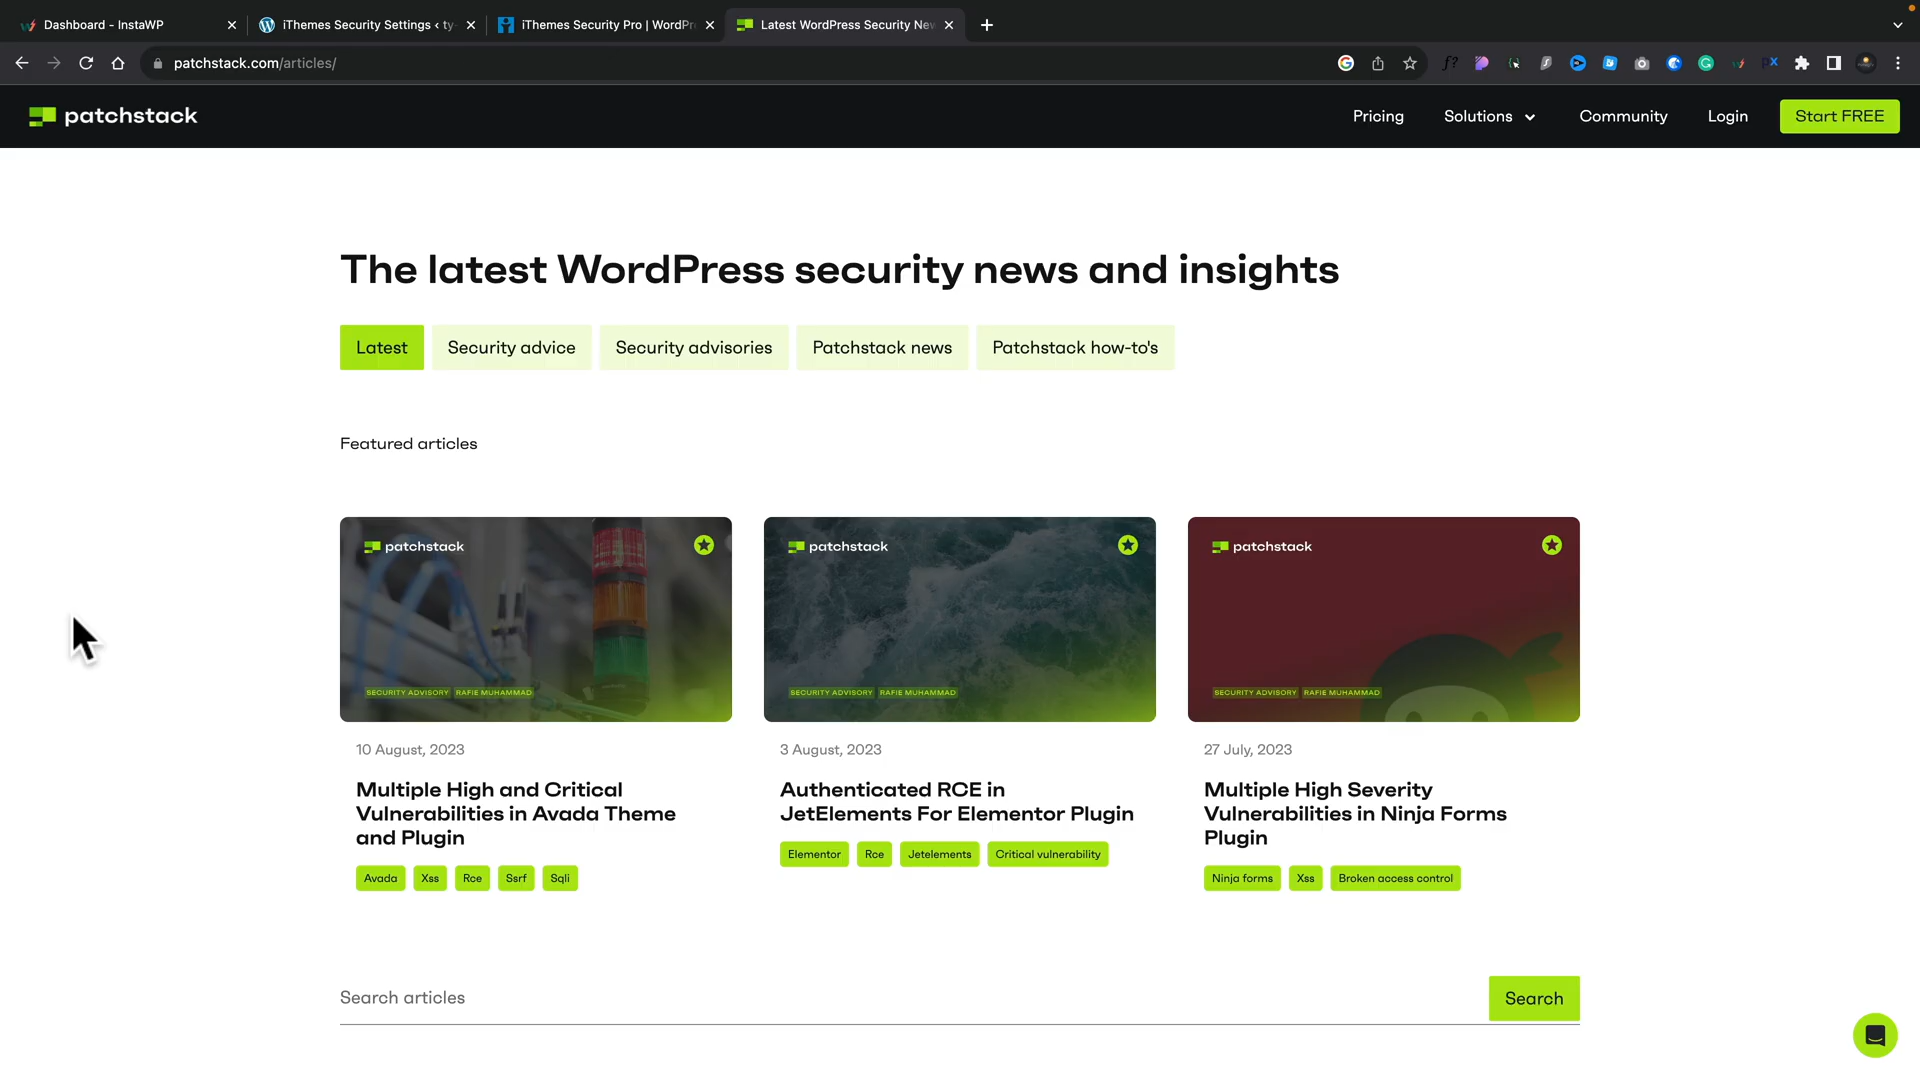 Dashboard - InstaWP
iThemes Security Settings ‹ ty-
iThemes Security Pro | WordPr
Latest WordPress Security New
patchstack.com/articles/
patchstack
Pricing
Solutions
Community
Login
Start FREE
The latest WordPress security news and insights
Latest
Security advice
Security advisories
Patchstack news
Patchstack how-to's
Featured articles
patchstack
SECURITY ADVISORY RAFIE MUHAMMAD
10 August, 2023
Multiple High and Critical
Vulnerabilities in Avada Theme
and Plugin
Avada Xss Rce Ssrf Sqli
patchstack
SECURITY ADVISORY RAFIE MUHAMMAD
3 August, 2023
Authenticated RCE in
JetElements For Elementor Plugin
Elementor Rce Jetelements Critical vulnerability
patchstack
SECURITY ADVISORY RAFIE MUHAMMAD
27 July, 2023
Multiple High Severity
Vulnerabilities in Ninja Forms
Plugin
Ninja forms Xss Broken access control
Search articles
Search